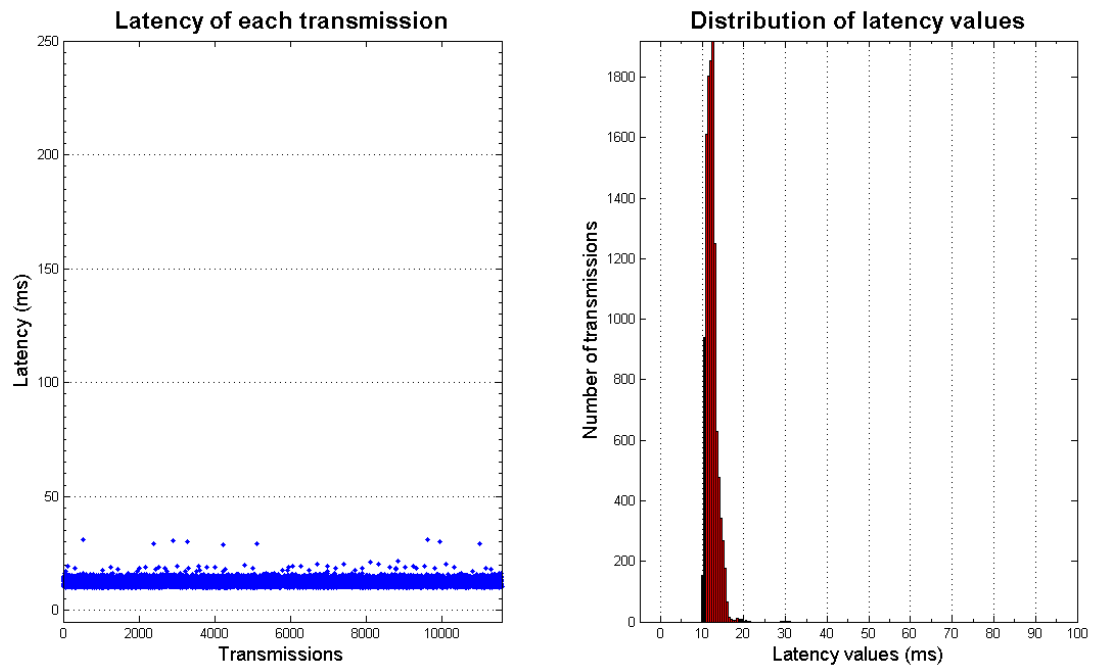 Latency of each transmission
250
200
150
100
50
0
Latency (ms)
0 2000 4000 6000 8000 10000
Transmissions
Distribution of latency values
1800
1600
1400
1200
1000
800
600
400
200
0
Number of transmissions
0 10 20 30 40 50 60 70 80 90 100
Latency values (ms)